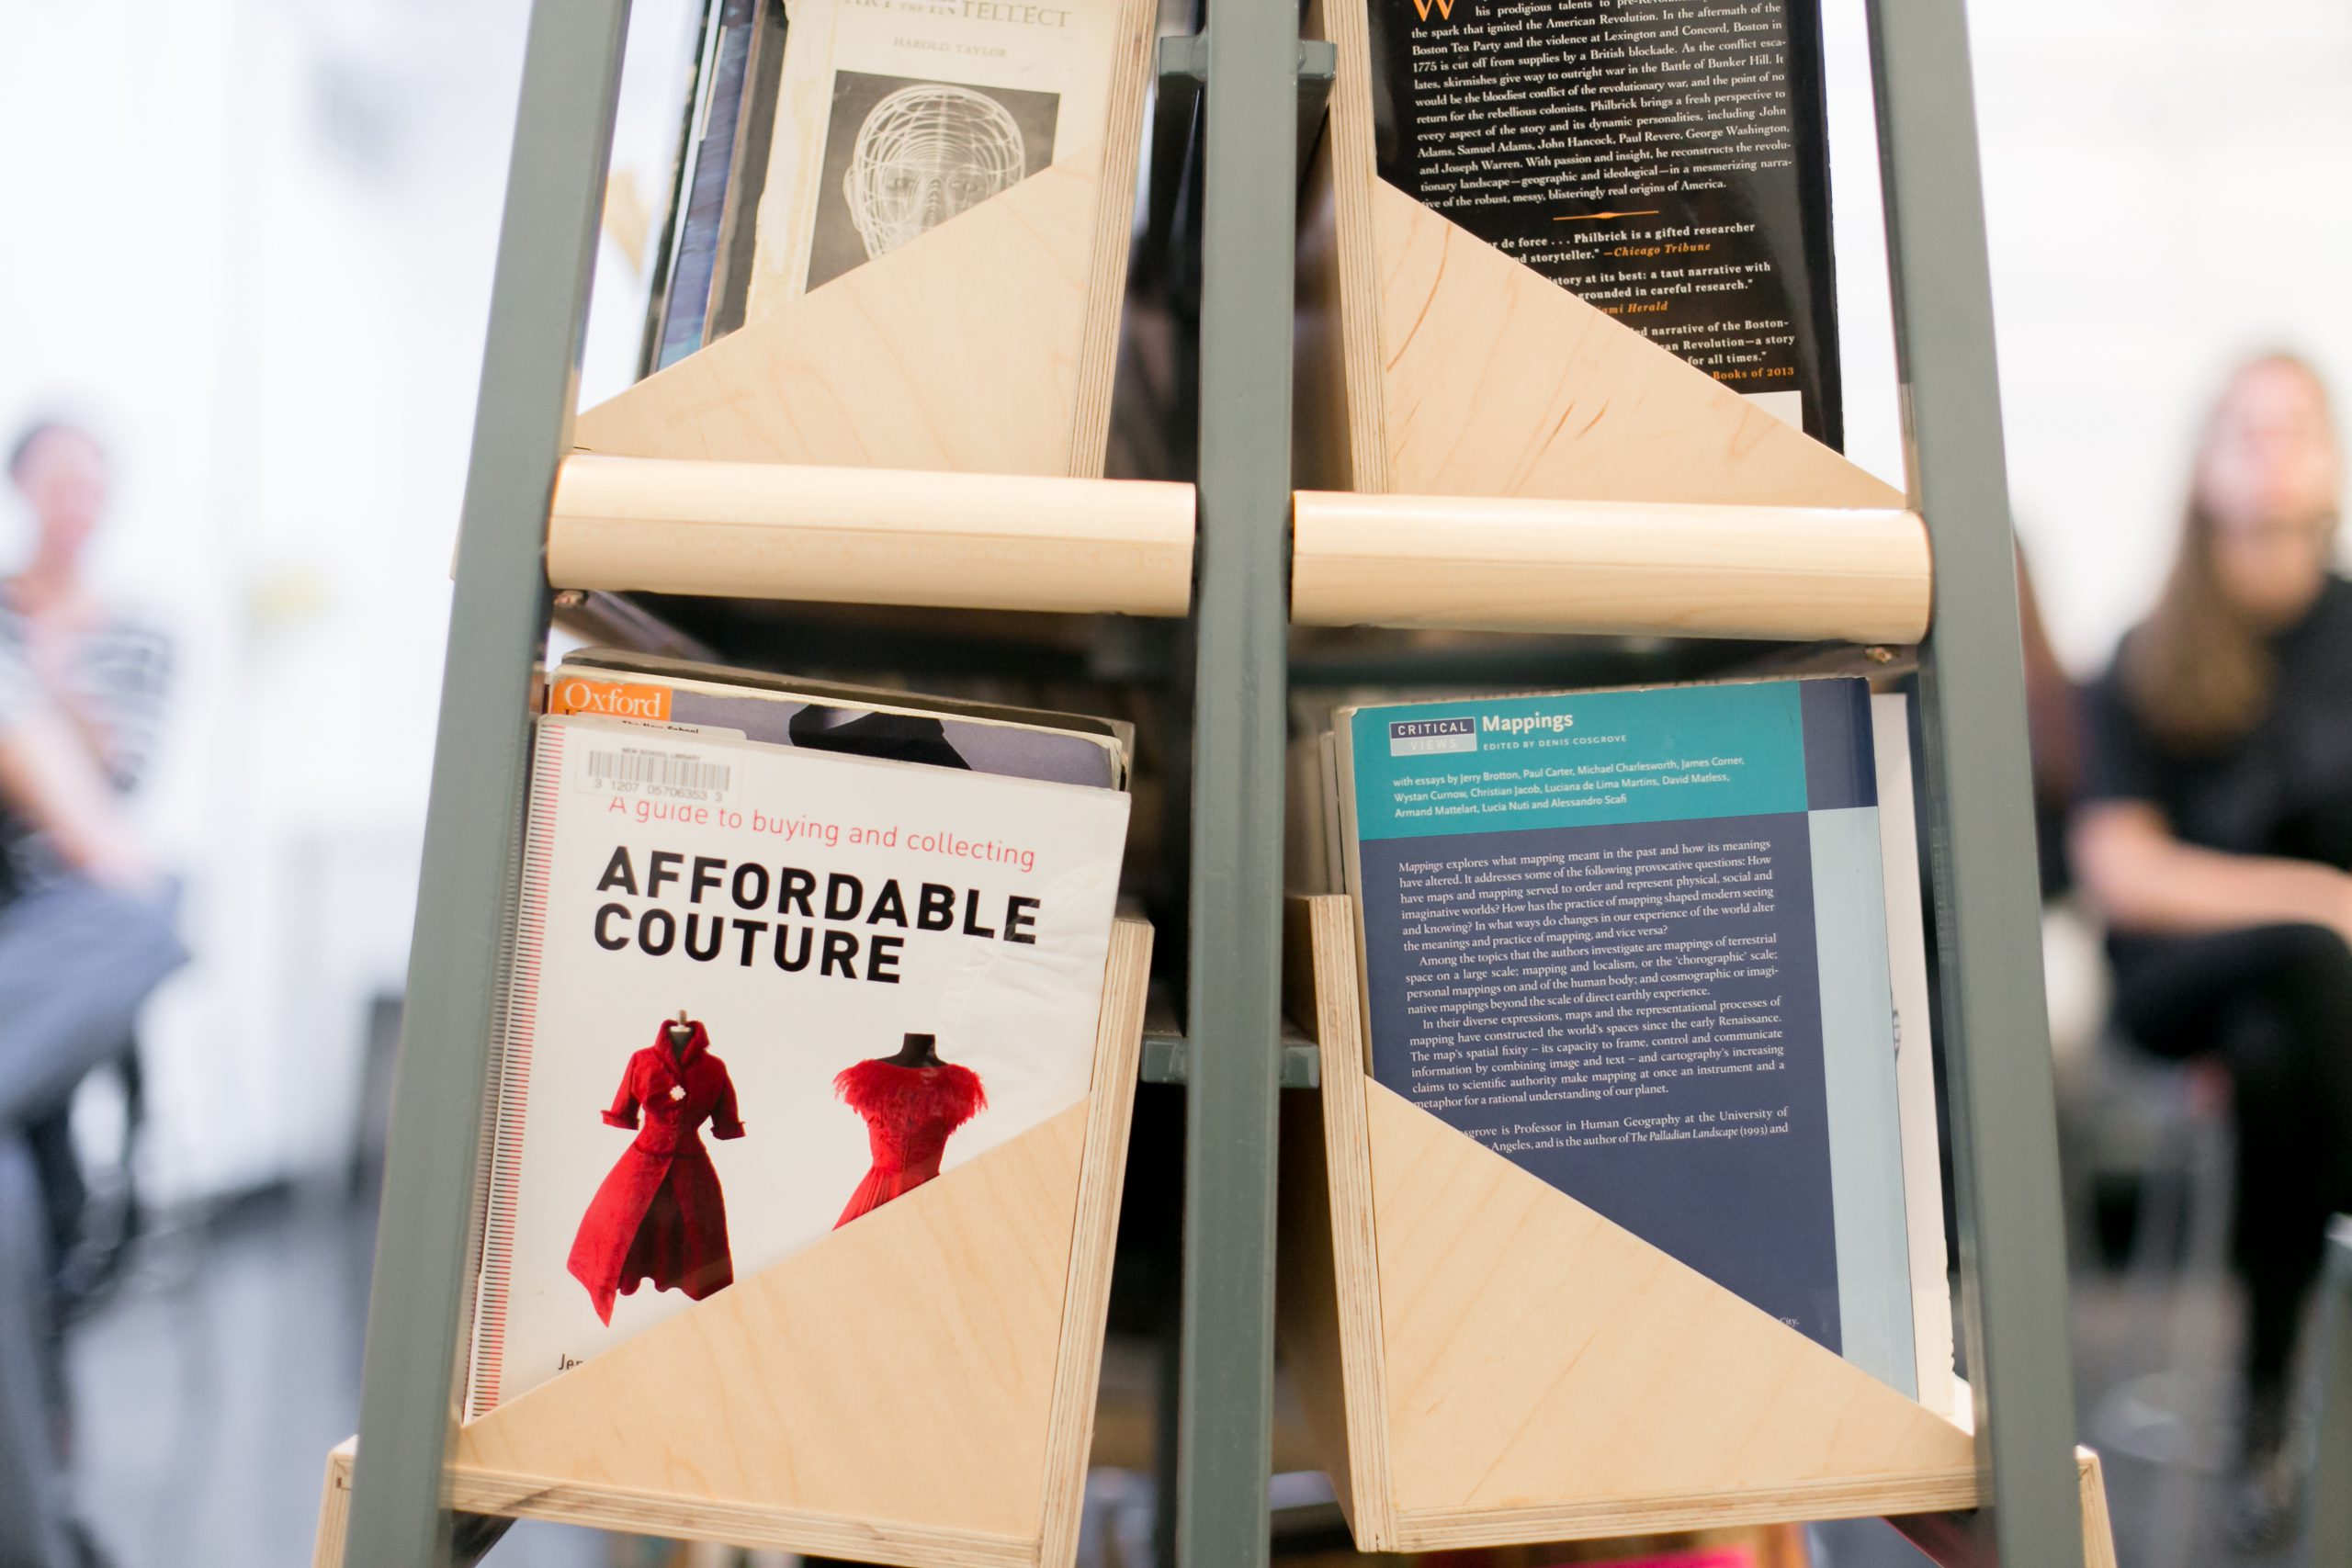 ART THE INTELLECT
HAROLD TAYLOR
W
his prodigious talents to
the spark that ignited the American Revolution. In the aftermath of the
Boston Tea Party and the violence at Lexington and Concord, Boston in
1775 is cut off from supplies by a British blockade. As the conflict esca-
lates, skirmishes give way to outright war in the Battle of Bunker Hill. It
would be the bloodiest conflict of the revolutionary war, and the point of no
return for the rebellious colonists. Philbrick brings a fresh perspective to
every aspect of the story and its dynamic personalities, including John
Adams, Samuel Adams, John Hancock, Paul Revere, George Washington,
and Joseph Warren. With passion and insight, he reconstructs the revolu-
tionary landscape—geographic and ideological—in a mesmerizing narra-
tive of the robust, messy, blisteringly real origins of America.
de force . . . Philbrick is a gifted researcher
storyteller." —Chicago Tribune
story at its best: a taut narrative with
grounded in careful research."
Herald
narrative of the Boston-
Revolution—a story
for all times."
Books of 2013
Oxford
The New School
NEW SCHOOL LIBRARY
3 1207 05706353 3
A guide to buying and collecting
AFFORDABLE
COUTURE
CRITICAL
VIEWS
Mappings
EDITED BY DENIS COSGROVE
with essays by Jerry Brotton, Paul Carter, Michael Charlesworth, James Corner,
Wystan Curnow, Christian Jacob, Luciana de Lima Martins, David Matless,
Armand Mattelart, Lucia Nuti and Alessandro Scafi
Mappings explores what mapping meant in the past and how its meanings
have altered. It addresses some of the following provocative questions: How
have maps and mapping served to order and represent physical, social and
imaginative worlds? How has the practice of mapping shaped modern seeing
and knowing? In what ways do changes in our experience of the world alter
the meanings and practice of mapping, and vice versa?
Among the topics that the authors investigate are mappings of terrestrial
space on a large scale; mapping and localism, or the 'chorographic' scale;
personal mappings on and of the human body; and cosmographic or imagi-
native mappings beyond the scale of direct earthly experience.
In their diverse expressions, maps and the representational processes of
mapping have constructed the world's spaces since the early Renaissance.
The map's spatial fixity – its capacity to frame, control and communicate
information by combining image and text – and cartography's increasing
claims to scientific authority make mapping at once an instrument and a
metaphor for a rational understanding of our planet.
sgrove is Professor in Human Geography at the University of
Angeles, and is the author of The Palladian Landscape (1993) and
City.
Jen